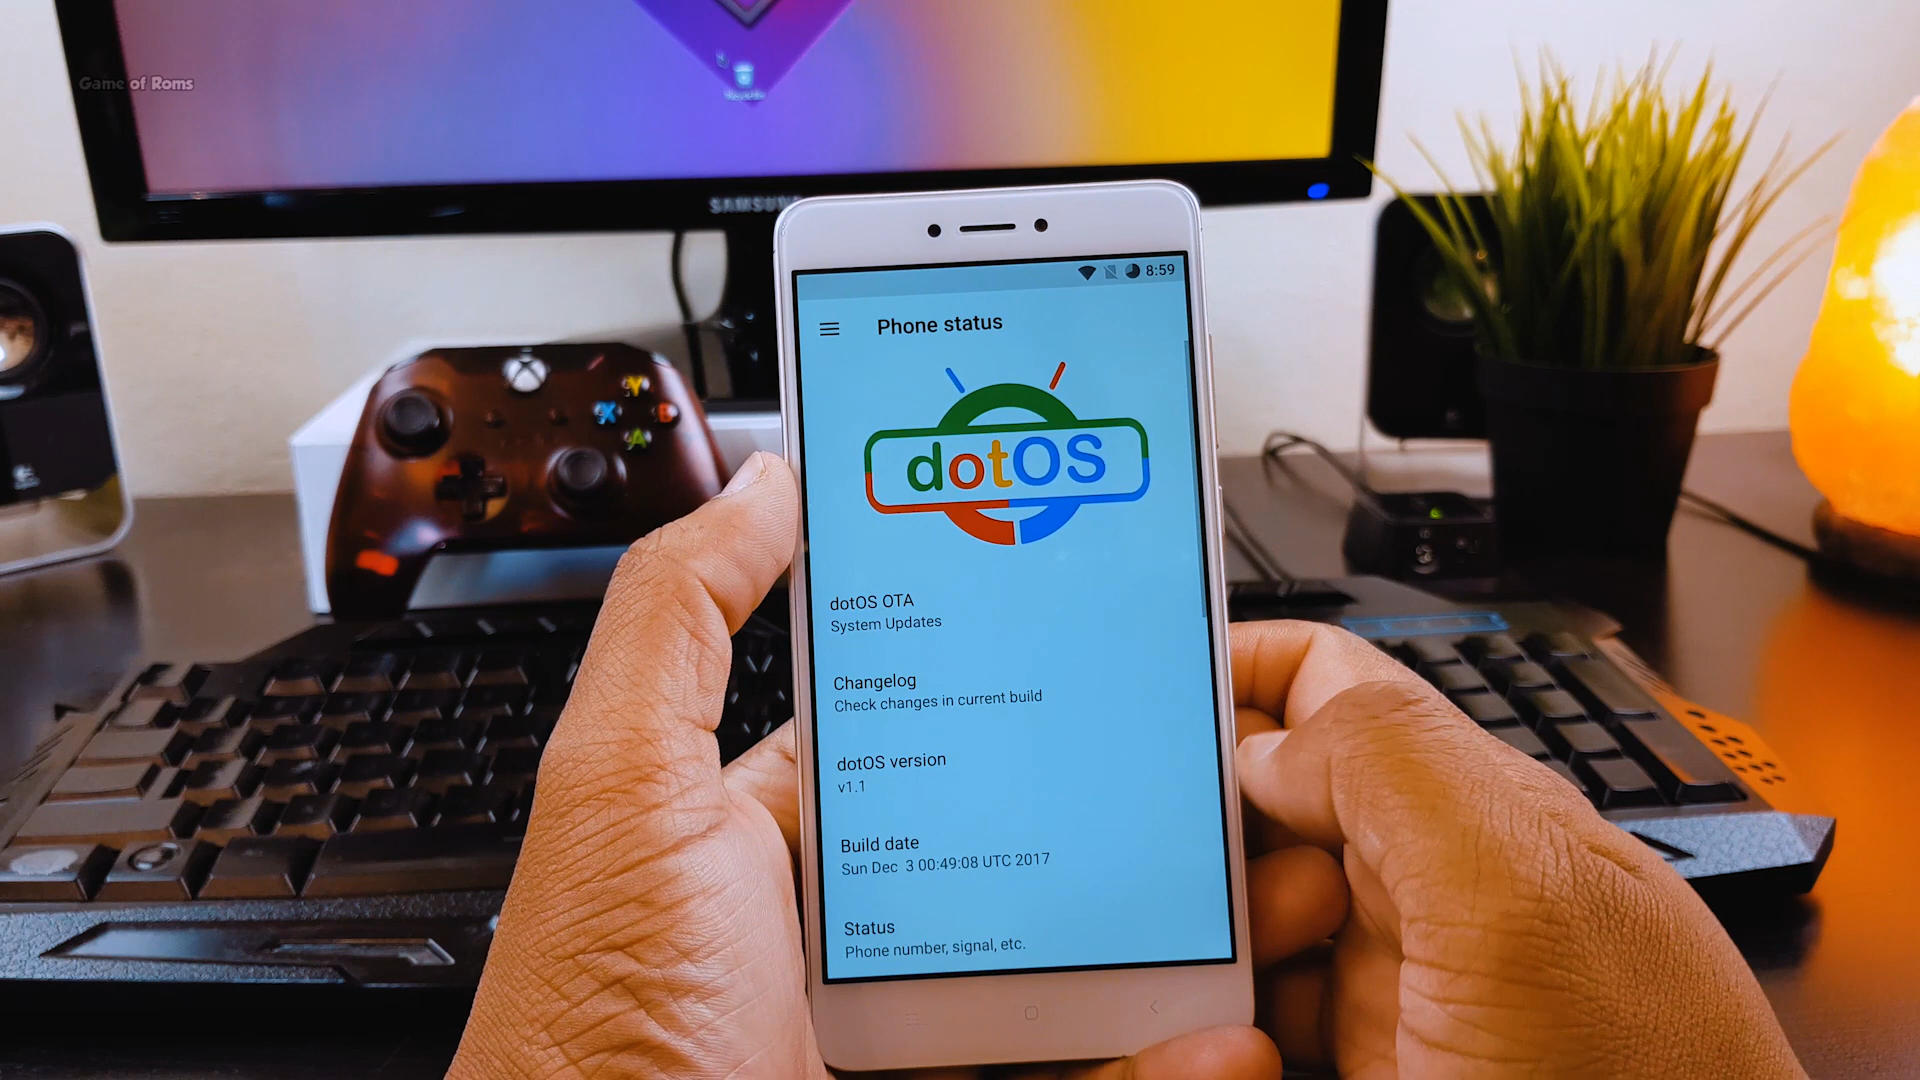 Game of Roms
SAMSUNG
8:59
Phone status
dotOS
dotOS OTA
System Updates
Changelog
Check changes in current build
dotOS version
v1.1
Build date
Sun Dec  3 00:49:08 UTC 2017
Status
Phone number, signal, etc.
Y
X
B
A